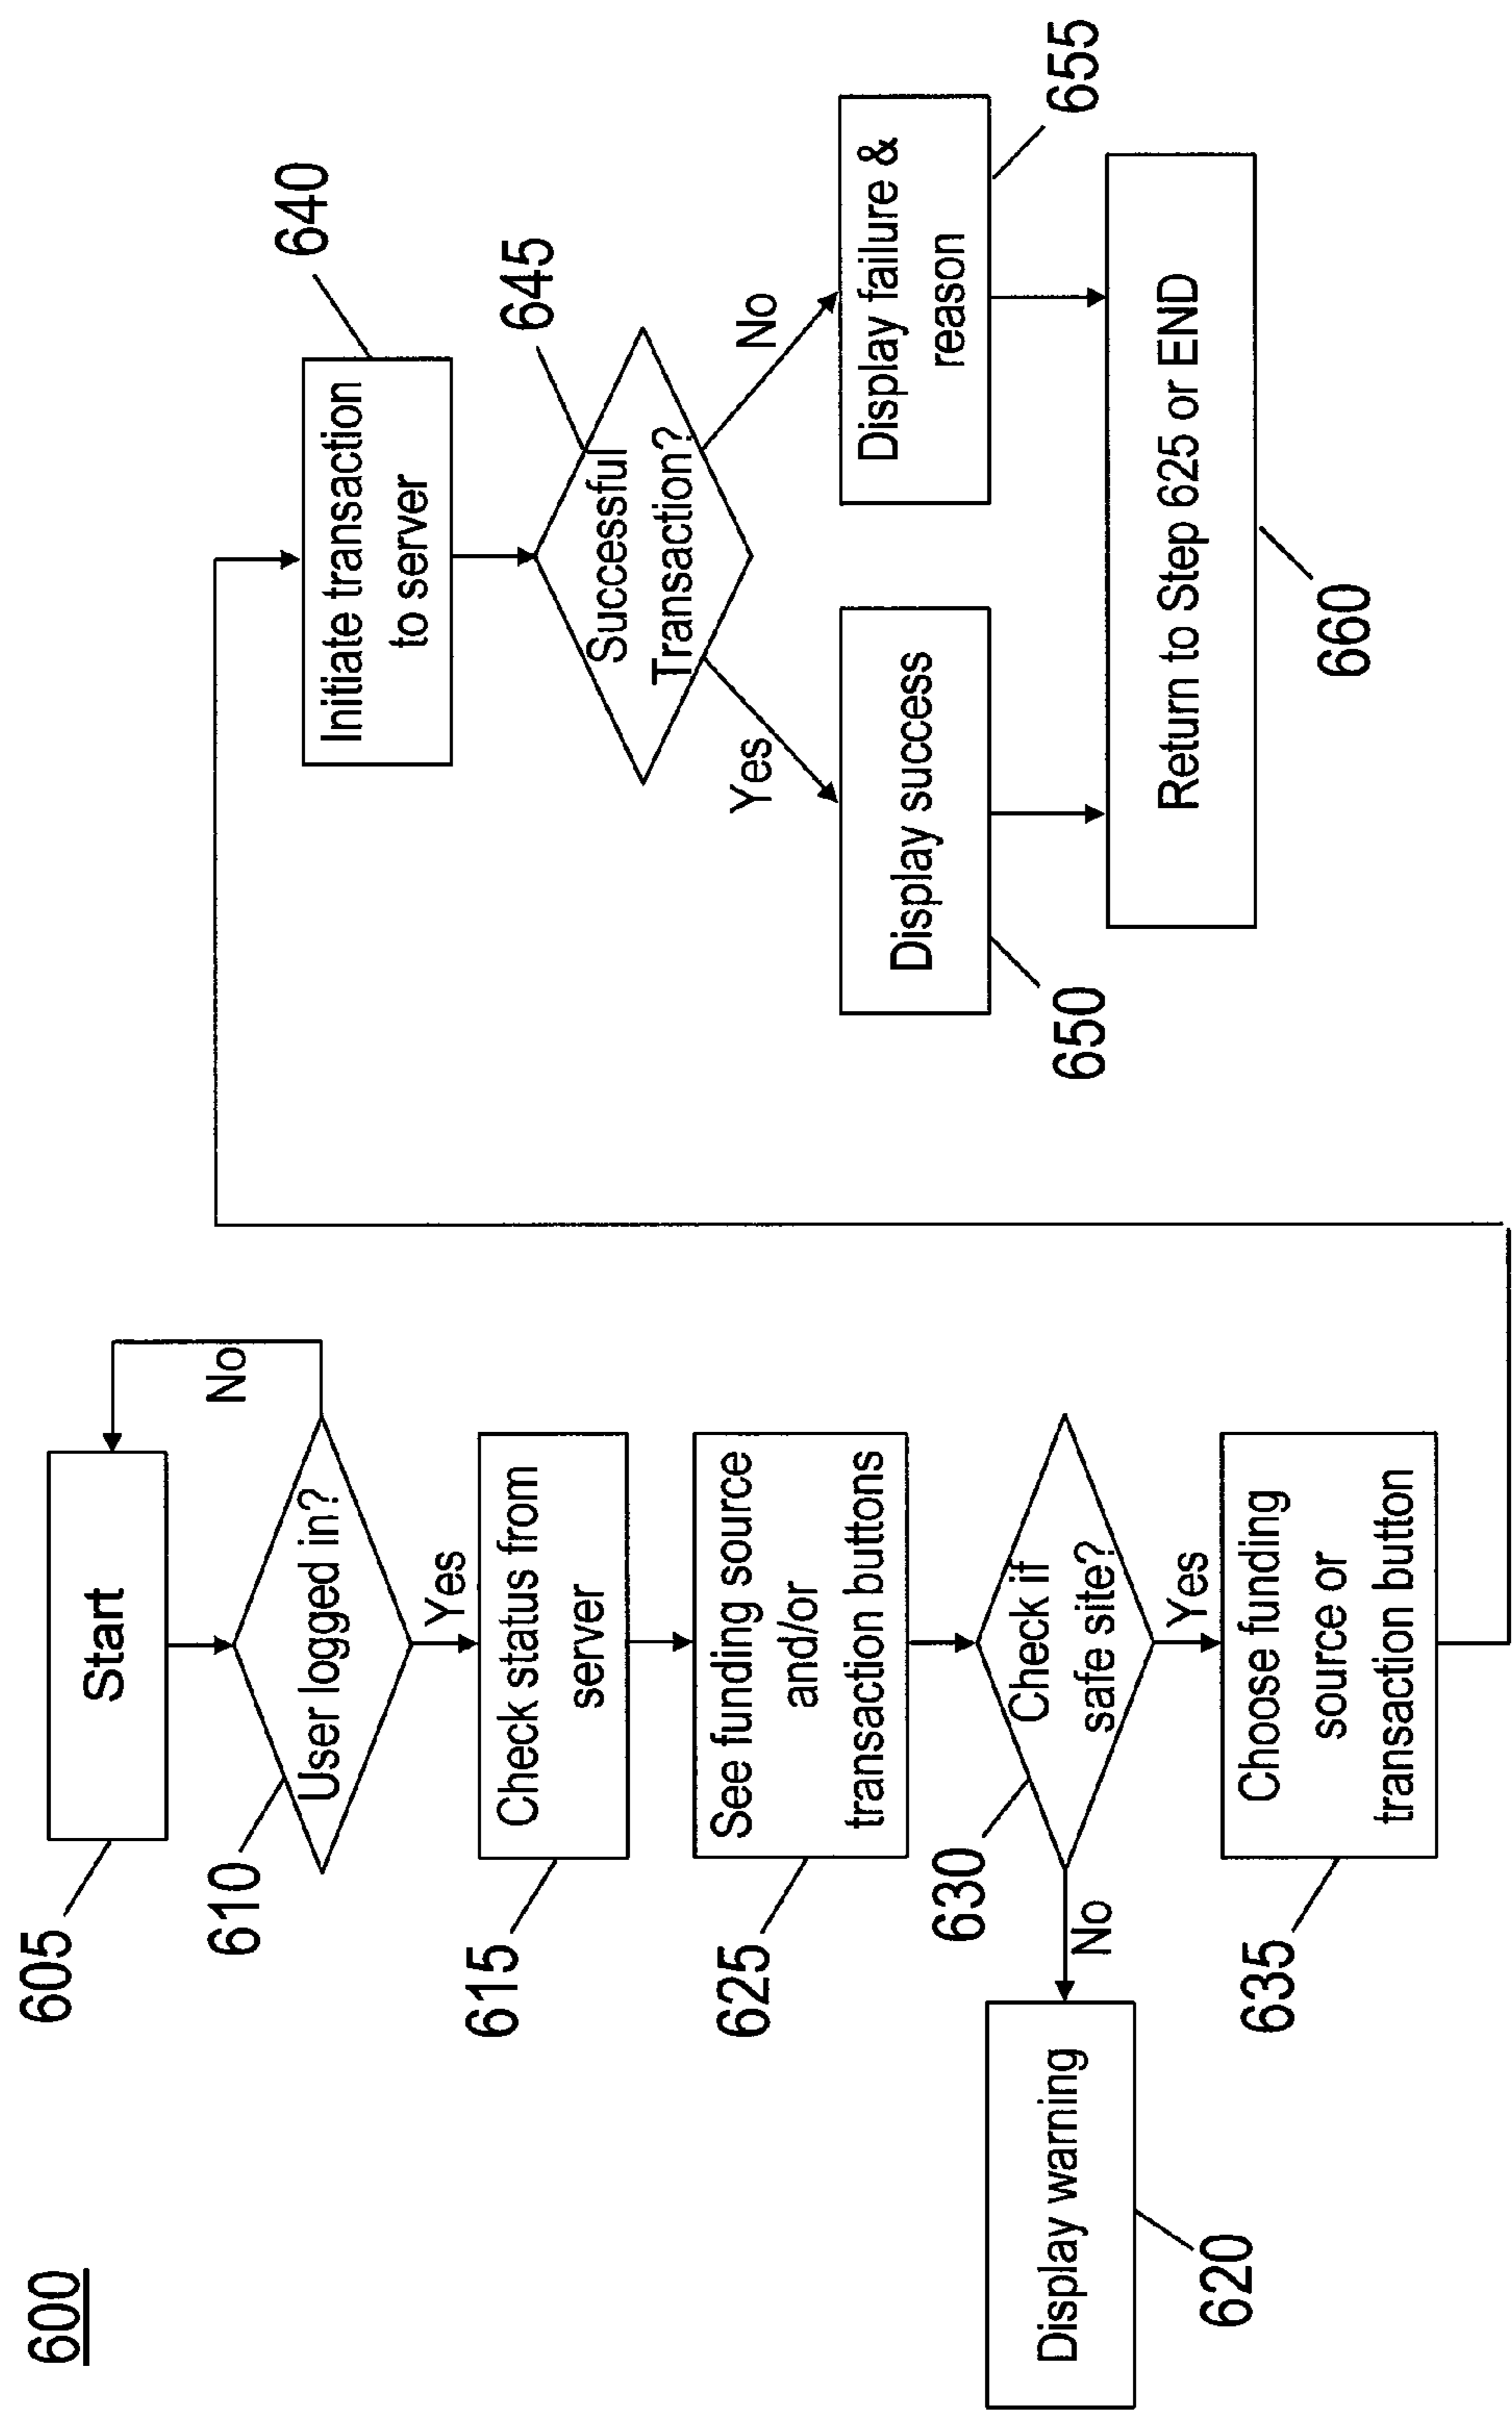 600
605
Start
No
610
User logged in?
Yes
615
Check status from
server
625
See funding source
and/or
transaction buttons
630
Check if
safe site?
No
Display warning
620
Yes
635
Choose funding
source or
transaction button
640
Initiate transaction
to server
645
Successful
Transaction?
Yes
No
Display success
650
Display failure &
reason
655
Return to Step 625 or END
660